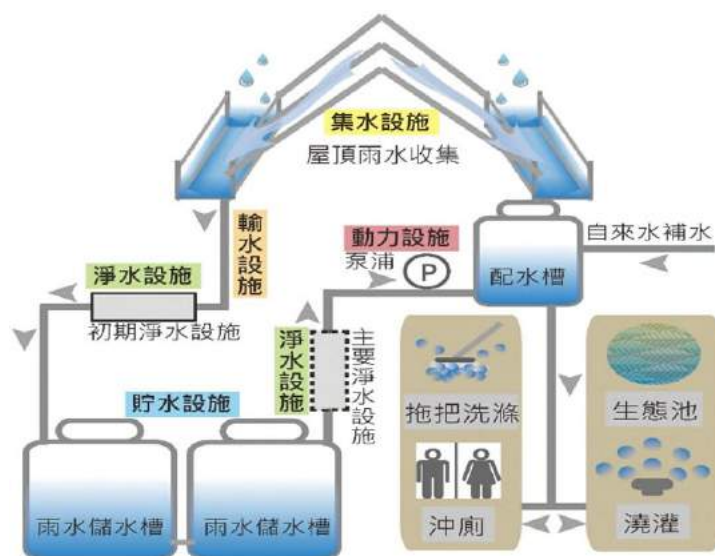 集水設施
屋頂雨水收集
輸水設施
動力設施
泵浦
P
自來水補水
配水槽
淨水設施
初期淨水設施
淨水設施
主要淨水設施
貯水設施
拖把洗滌
生態池
雨水儲水槽
雨水儲水槽
沖廁
澆灌